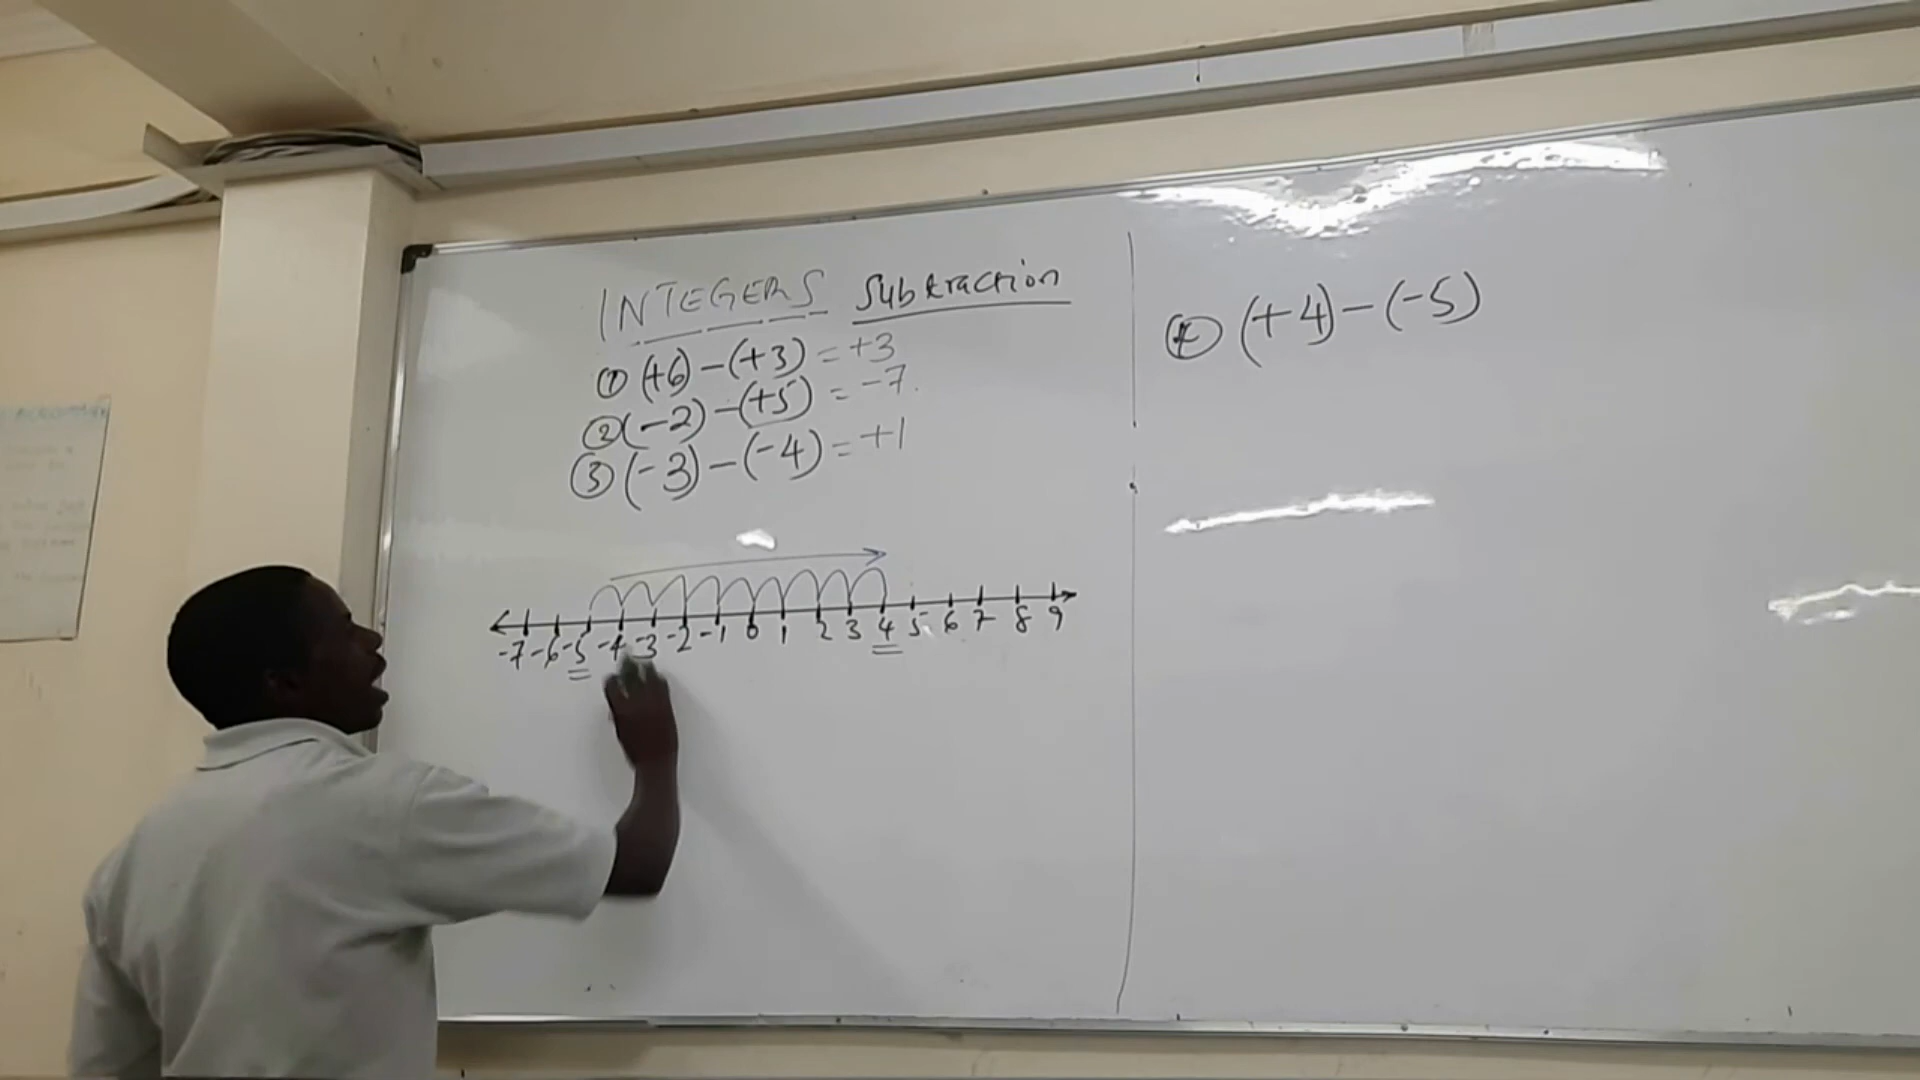 INTEGERS Subtraction
① (+6)-(+3) = +3
② (-2)-(+5) = -7.
③ (-3)-(-4) = +1
-7 -6 -5 -4 -3 -2 -1 0 1 2 3 4 5 6 7 8 9
④ (+4)-(-5)